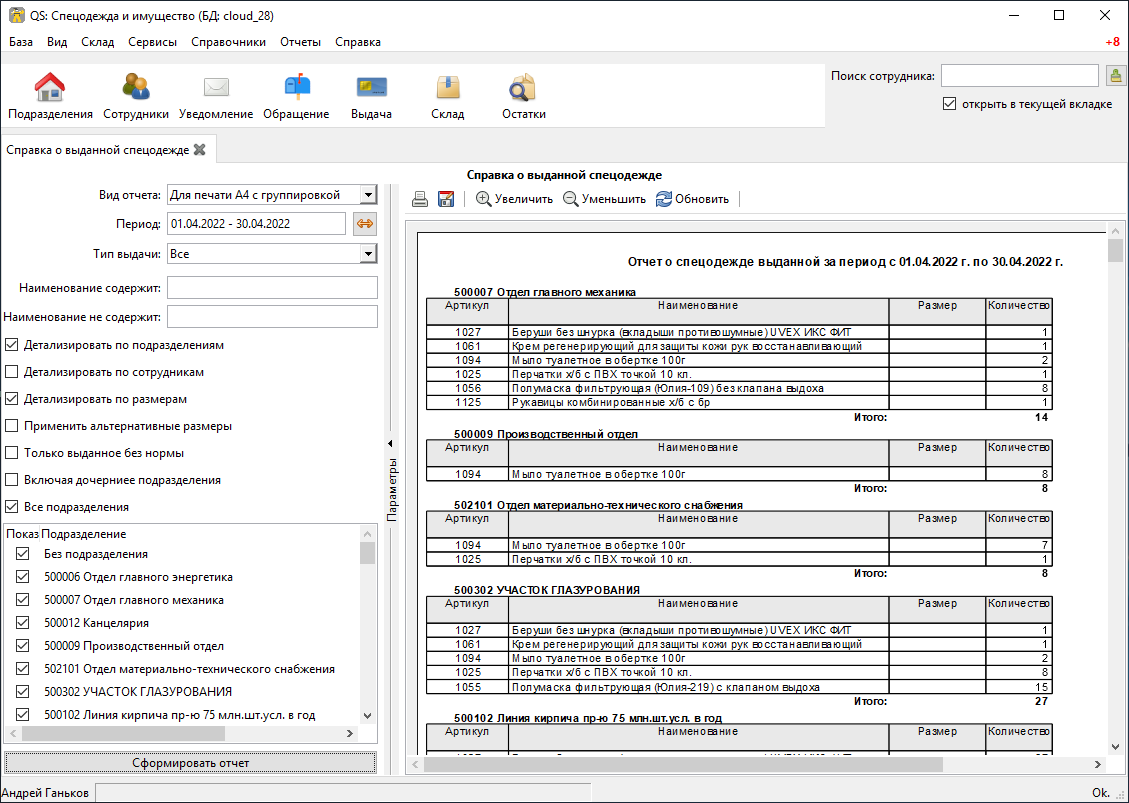 QS: Спецодежда и имущество (БД: cloud_28)
База Вид Склад Сервисы Справочники Отчеты Справка +8
Подразделения Сотрудники Уведомление Обращение Выдача Склад Остатки
Поиск сотрудника:
открыть в текущей вкладке
Справка о выданной спецодежде
Вид отчета: Для печати А4 с группировкой
Период: 01.04.2022 - 30.04.2022
Тип выдачи: Все
Наименование содержит:
Наименование не содержит:
Детализировать по подразделениям
Детализировать по сотрудникам
Детализировать по размерам
Применить альтернативные размеры
Только выданное без нормы
Включая дочерниее подразделения
Все подразделения
Показ Подразделение
Без подразделения
500006 Отдел главного энергетика
500007 Отдел главного механика
500012 Канцелярия
500009 Производственный отдел
502101 Отдел материально-технического снабжения
500302 УЧАСТОК ГЛАЗУРОВАНИЯ
500102 Линия кирпича пр-ю 75 млн.шт.усл. в год
Сформировать отчет
Параметры
Справка о выданной спецодежде
Увеличить Уменьшить Обновить
Отчет о спецодежде выданной за период с 01.04.2022 г. по 30.04.2022 г.
500007 Отдел главного механика
Артикул Наименование Размер Количество
1027 Беруши без шнурка (вкладыши противошумные) UVEX ИКС ФИТ 1
1061 Крем регенерирующий для защиты кожи рук восстанавливающий 1
1094 Мыло туалетное в обертке 100г 2
1025 Перчатки х/б с ПВХ точкой 10 кл. 1
1056 Полумаска фильтрующая (Юлия-109) без клапана выдоха 8
1125 Рукавицы комбинированные х/б с бр 1
Итого: 14
500009 Производственный отдел
Артикул Наименование Размер Количество
1094 Мыло туалетное в обертке 100г 8
Итого: 8
502101 Отдел материально-технического снабжения
Артикул Наименование Размер Количество
1094 Мыло туалетное в обертке 100г 7
1025 Перчатки х/б с ПВХ точкой 10 кл. 1
Итого: 8
500302 УЧАСТОК ГЛАЗУРОВАНИЯ
Артикул Наименование Размер Количество
1027 Беруши без шнурка (вкладыши противошумные) UVEX ИКС ФИТ 1
1061 Крем регенерирующий для защиты кожи рук восстанавливающий 1
1094 Мыло туалетное в обертке 100г 2
1025 Перчатки х/б с ПВХ точкой 10 кл. 8
1055 Полумаска фильтрующая (Юлия-219) с клапаном выдоха 15
Итого: 27
500102 Линия кирпича пр-ю 75 млн.шт.усл. в год
Артикул Наименование Размер Количество
Андрей Ганьков Ok.